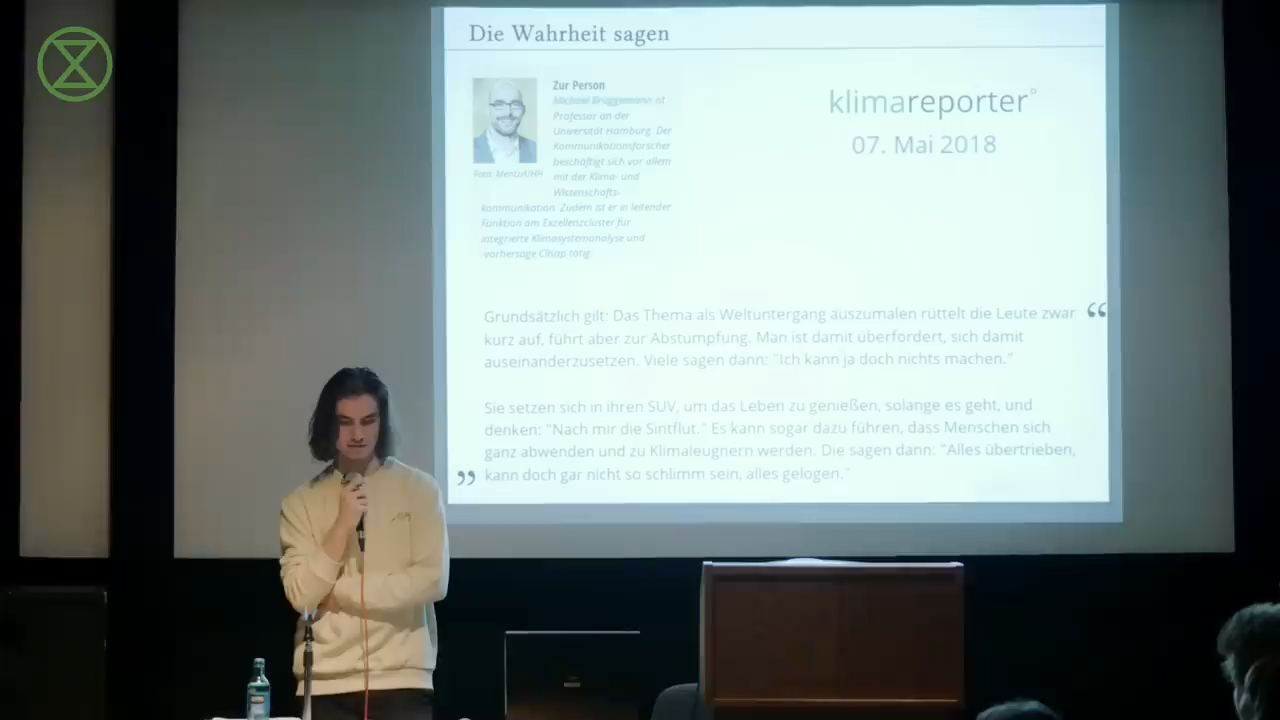 Die Wahrheit sagen
Zur Person
Michael Brüggemann ist
Professor an der
Universität Hamburg. Der
Kommunikationsforscher
beschäftigt sich vor allem
mit der Klima- und
Wissenschafts-
kommunikation. Zudem ist er in leitender
Funktion am Exzellenzcluster für
integrierte Klimasystemanalyse und
-vorhersage Clisap tätig.
Foto: Mentz/UHH
klimareporter°
07. Mai 2018
Grundsätzlich gilt: Das Thema als Weltuntergang auszumalen rüttelt die Leute zwar “
kurz auf, führt aber zur Abstumpfung. Man ist damit überfordert, sich damit
auseinanderzusetzen. Viele sagen dann: "Ich kann ja doch nichts machen."
Sie setzen sich in ihren SUV, um das Leben zu genießen, solange es geht, und
denken: "Nach mir die Sintflut." Es kann sogar dazu führen, dass Menschen sich
ganz abwenden und zu Klimaleugnern werden. Die sagen dann: "Alles übertrieben,
” kann doch gar nicht so schlimm sein, alles gelogen."